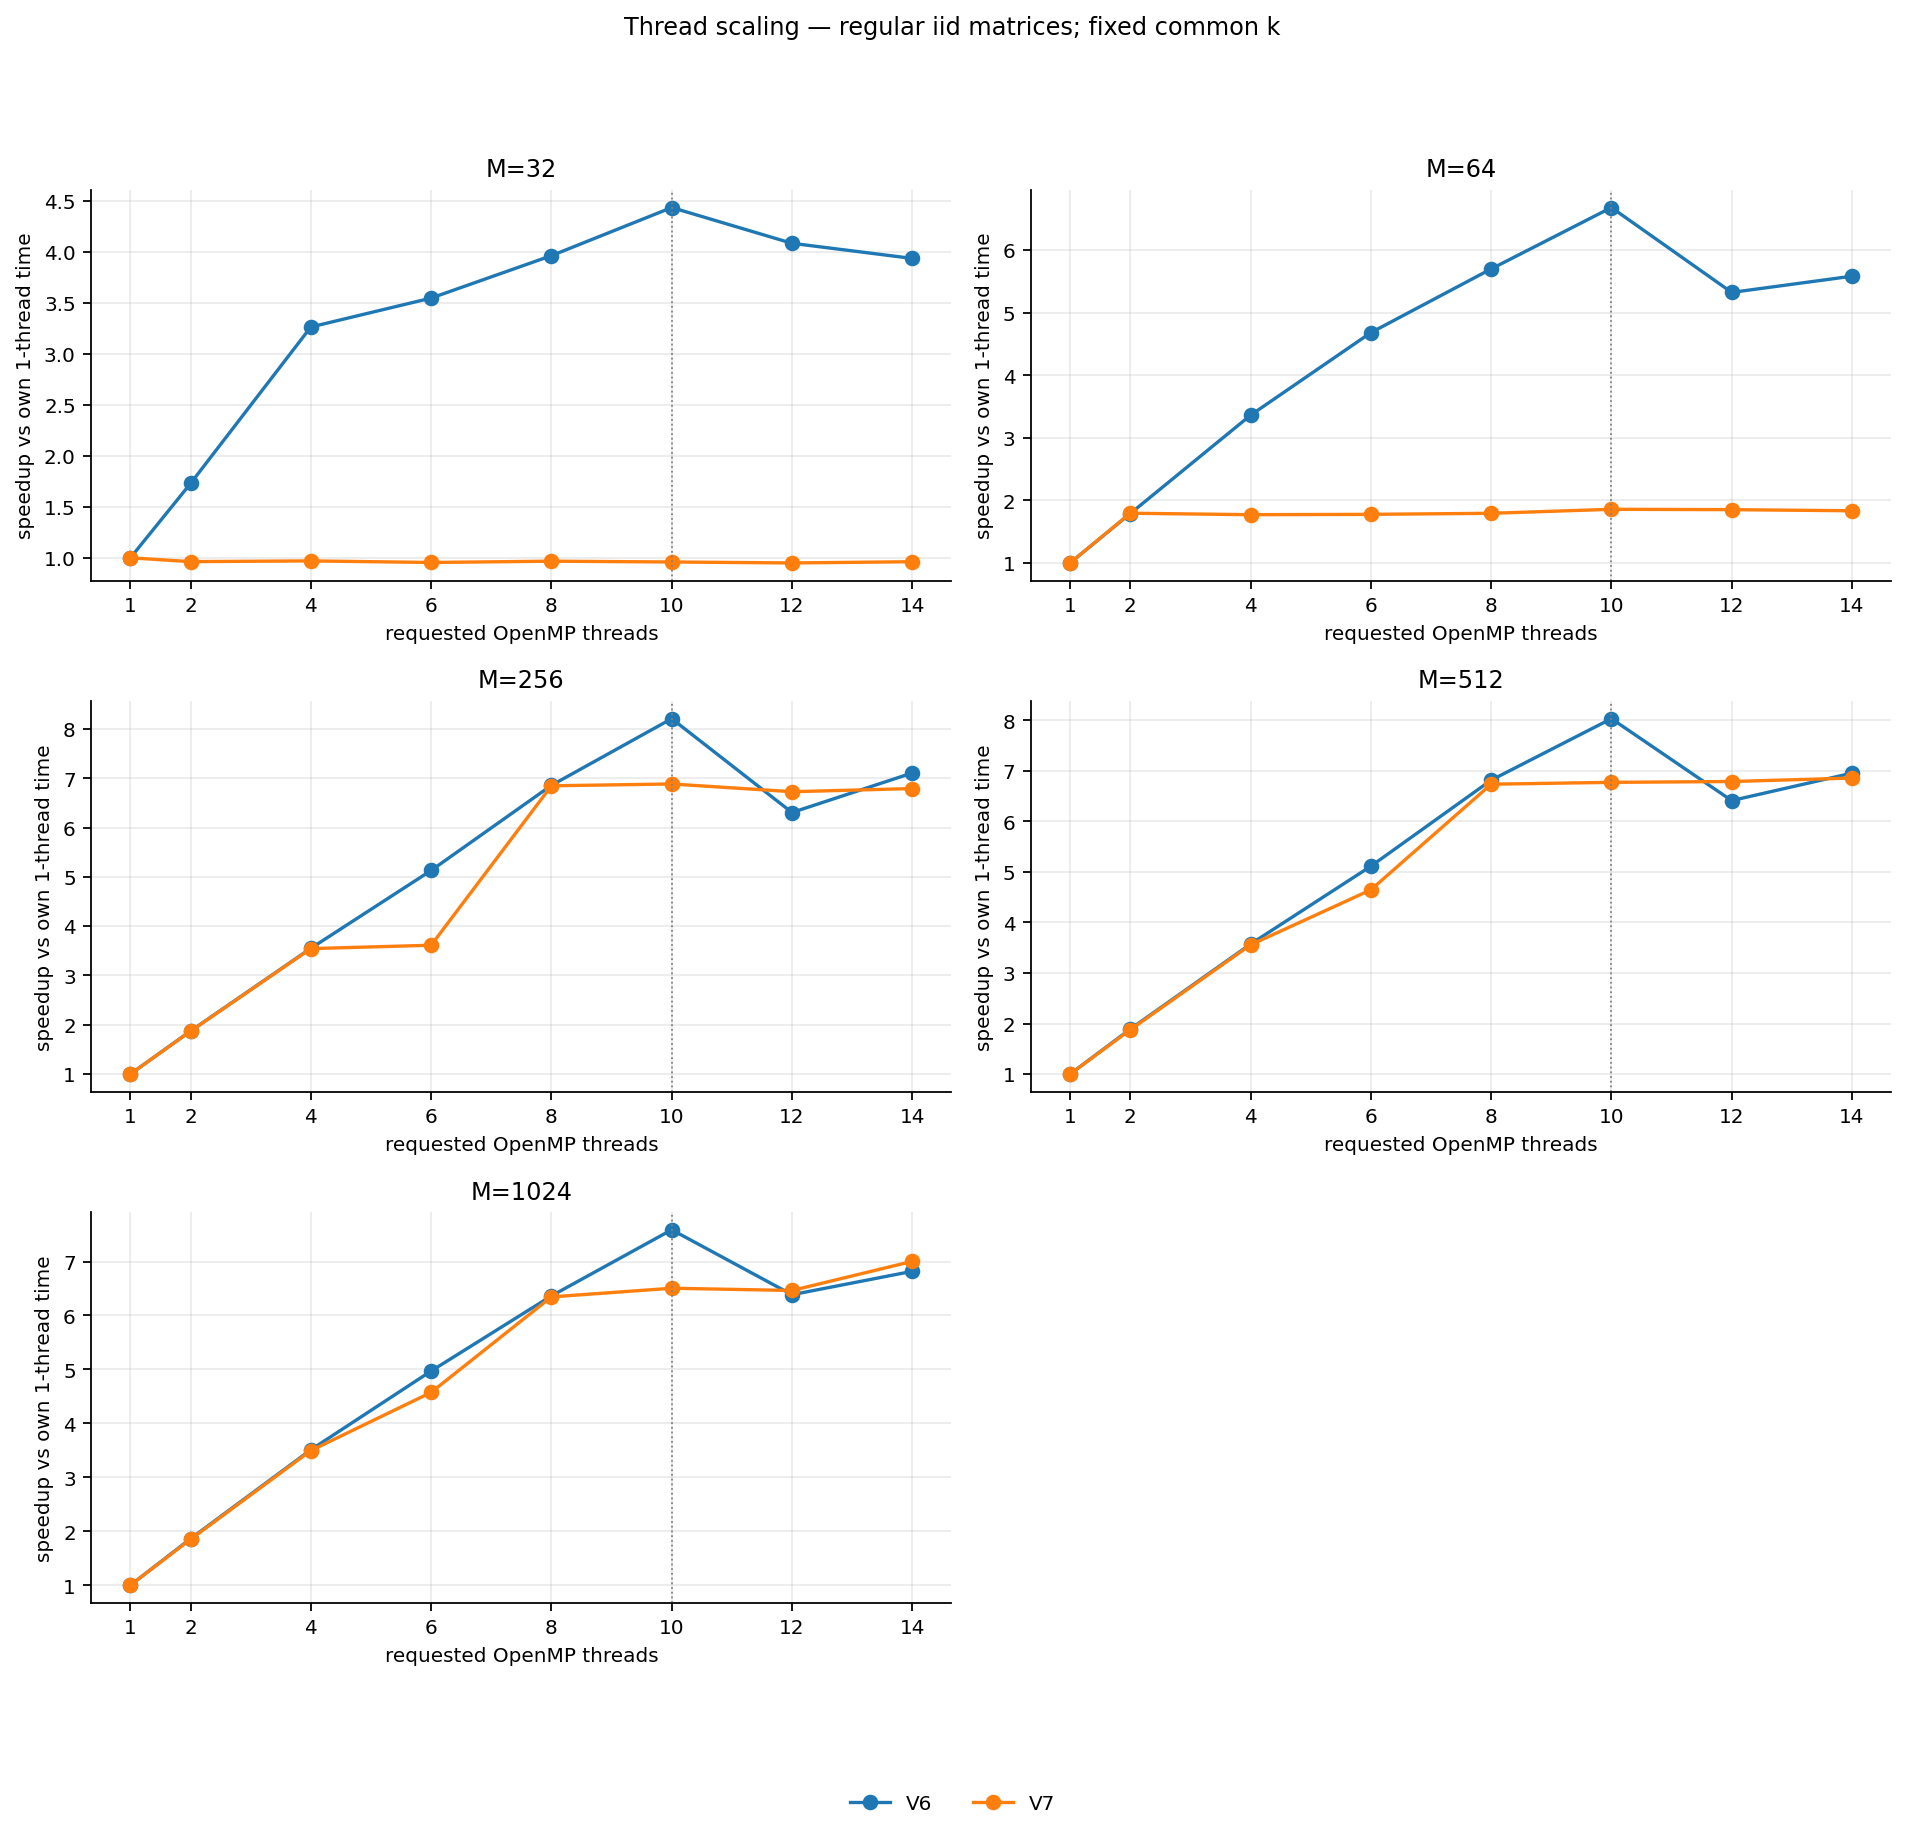 Thread scaling — regular iid matrices; fixed common k
M=32
speedup vs own 1-thread time
4.5
4.0
3.5
3.0
2.5
2.0
1.5
1.0
1 2 4 6 8 10 12 14
requested OpenMP threads
M=64
speedup vs own 1-thread time
6
5
4
3
2
1
1 2 4 6 8 10 12 14
requested OpenMP threads
M=256
speedup vs own 1-thread time
8
7
6
5
4
3
2
1
1 2 4 6 8 10 12 14
requested OpenMP threads
M=512
speedup vs own 1-thread time
8
7
6
5
4
3
2
1
1 2 4 6 8 10 12 14
requested OpenMP threads
M=1024
speedup vs own 1-thread time
7
6
5
4
3
2
1
1 2 4 6 8 10 12 14
requested OpenMP threads
V6 V7